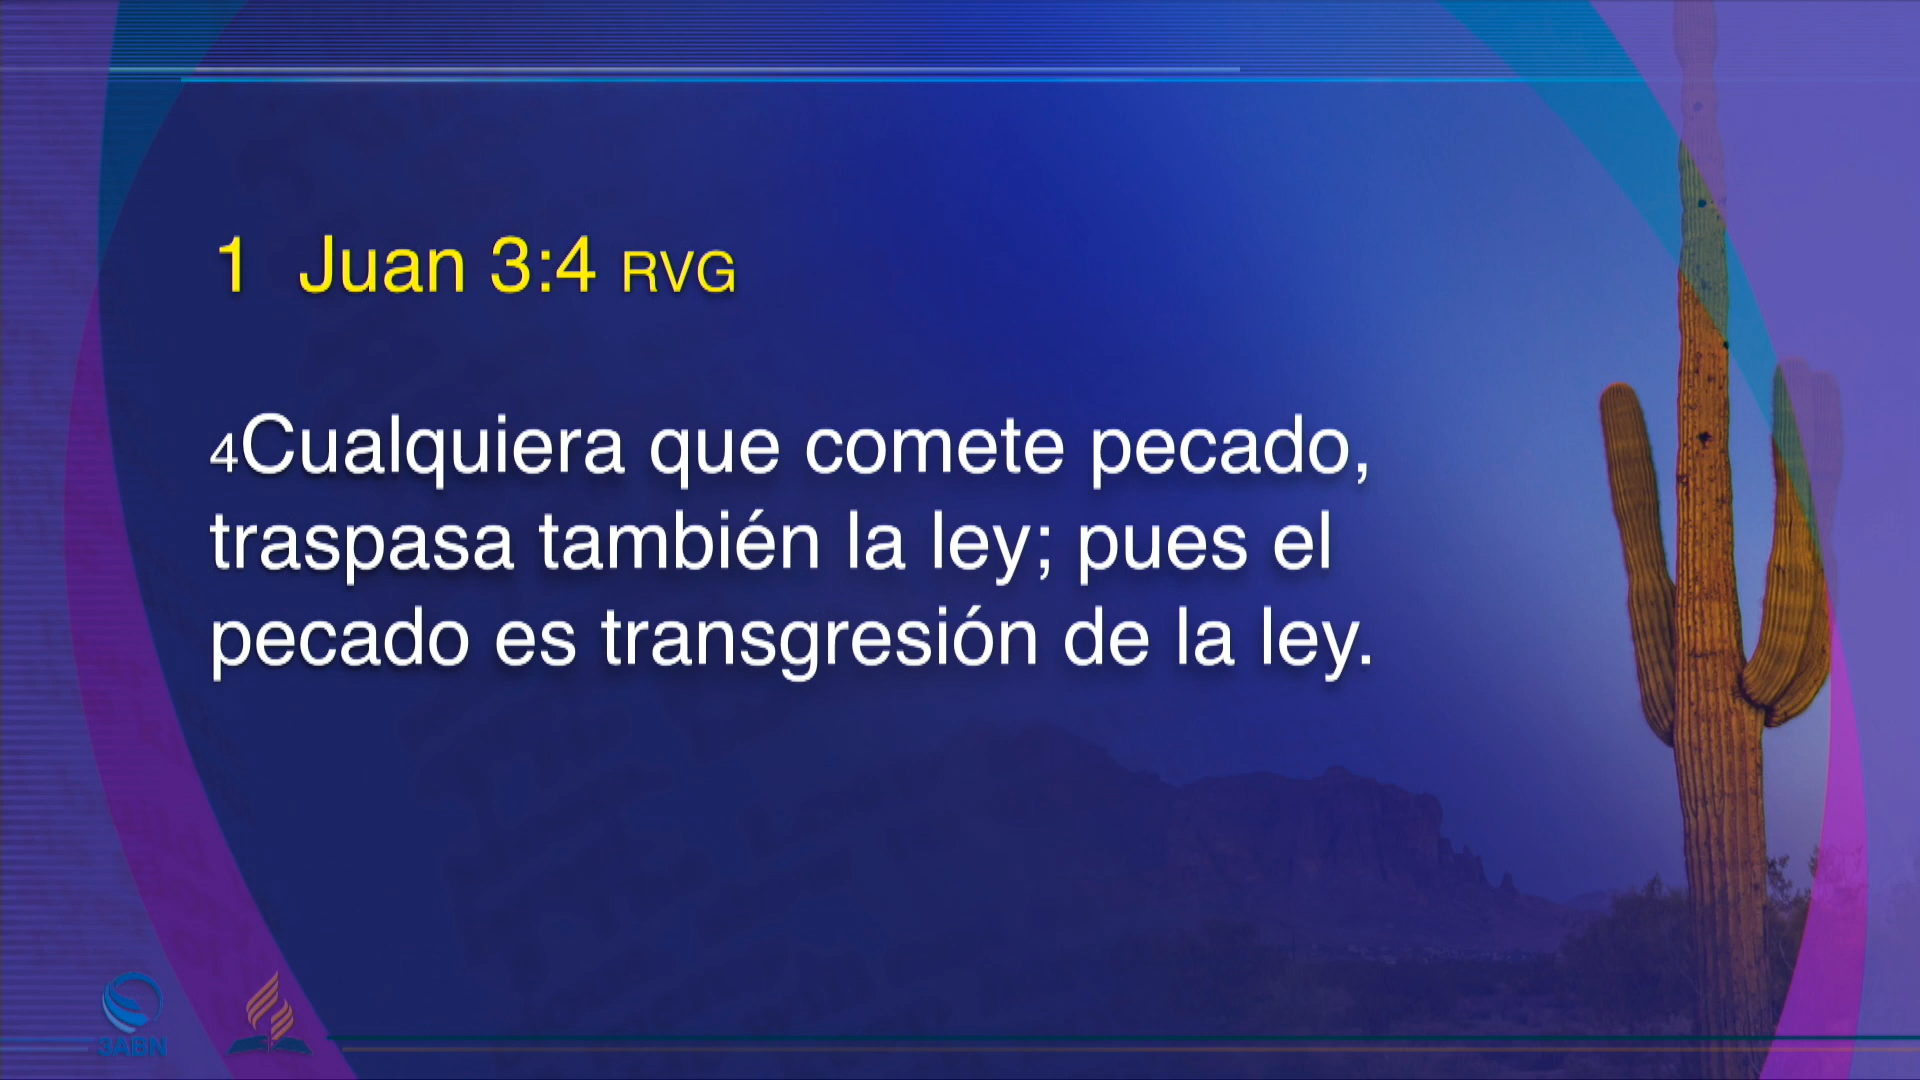 1 Juan 3:4 RVG
4Cualquiera que comete pecado,
traspasa también la ley; pues el
pecado es transgresión de la ley.
3ABN